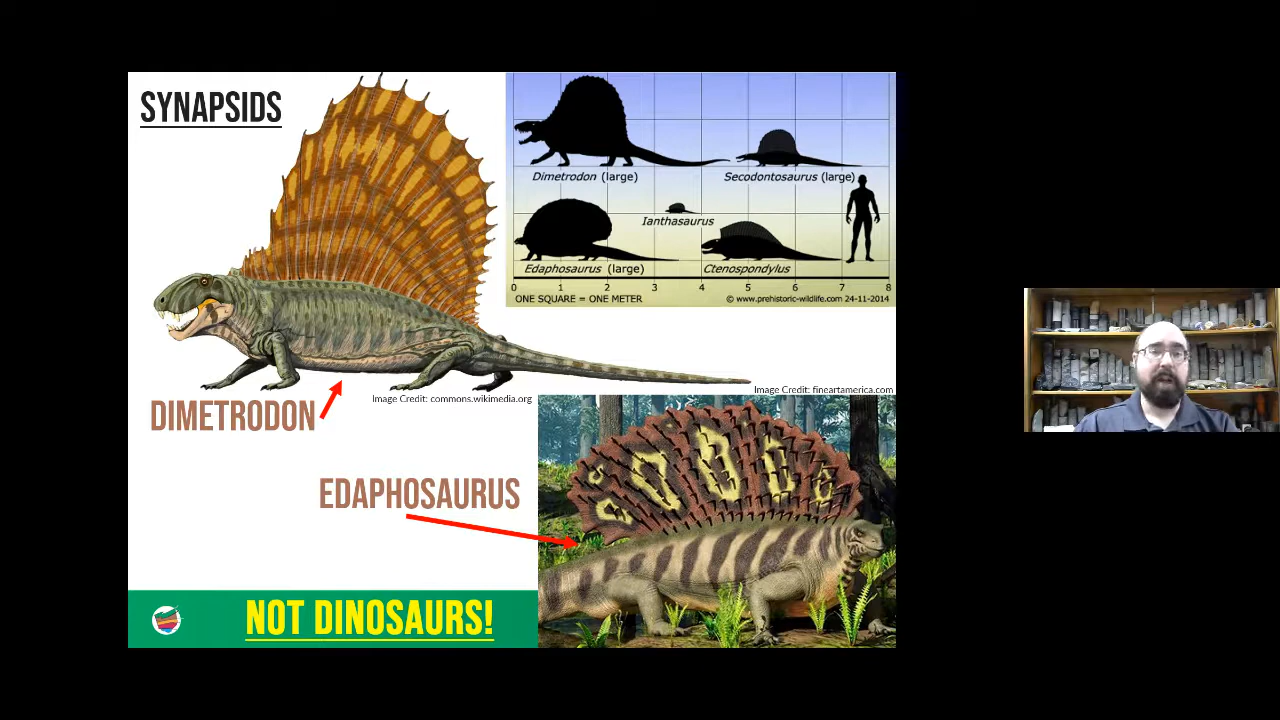 SYNAPSIDS
Dimetrodon (large)
Secodontosaurus (large)
Ianthasaurus
Edaphosaurus (large)
Ctenospondylus
0 1 2 3 4 5 6 7 8
ONE SQUARE = ONE METER
© www.prehistoric-wildlife.com 24-11-2014
Image Credit: fineartamerica.com
Image Credit: commons.wikimedia.org
DIMETRODON
EDAPHOSAURUS
NOT DINOSAURS!